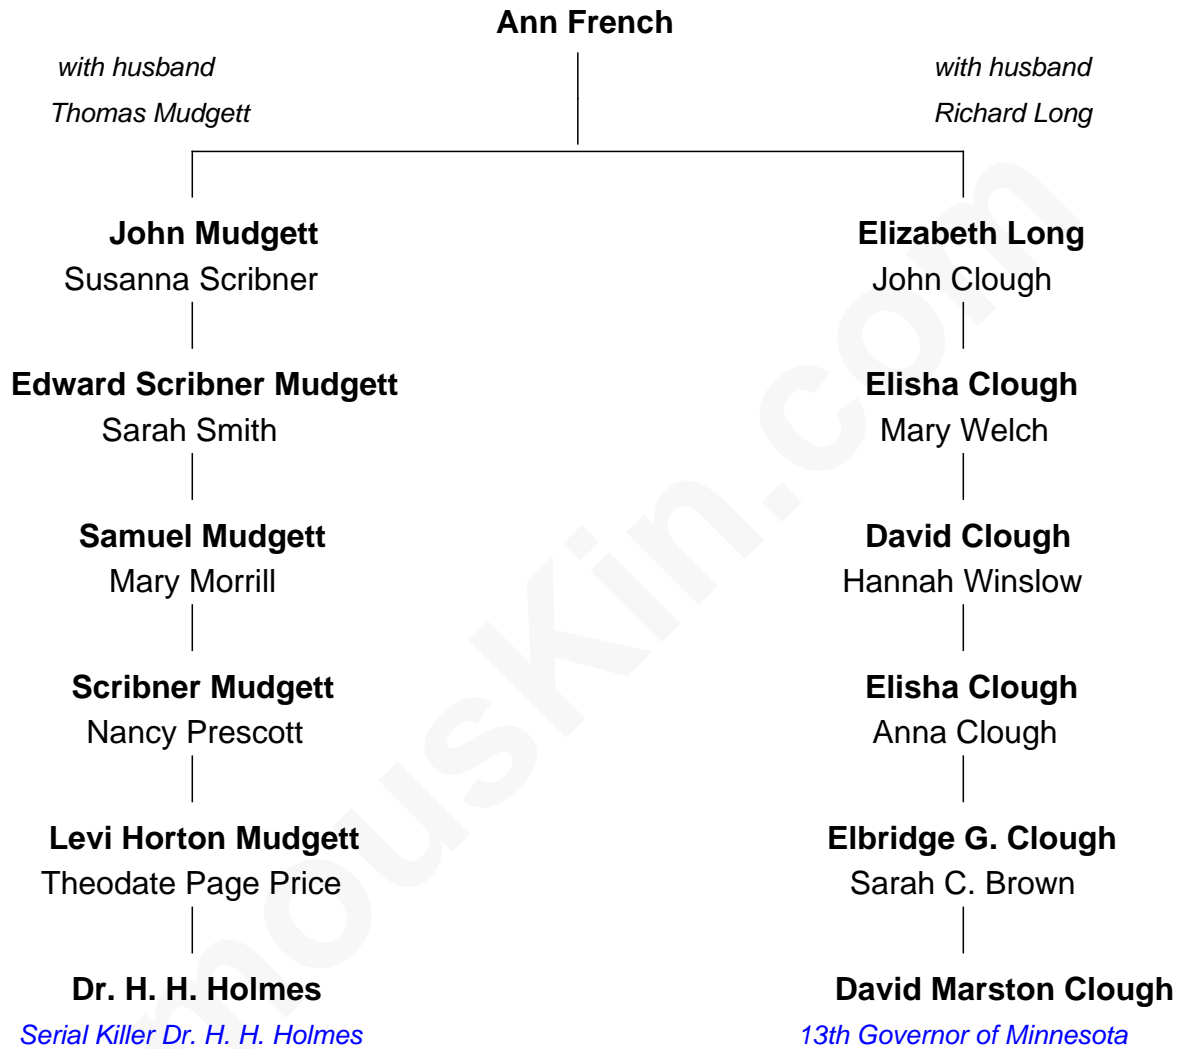 Ann French
with husband
Thomas Mudgett
with husband
Richard Long
John Mudgett
Susanna Scribner
Elizabeth Long
John Clough
Edward Scribner Mudgett
Sarah Smith
Elisha Clough
Mary Welch
Samuel Mudgett
Mary Morrill
David Clough
Hannah Winslow
Scribner Mudgett
Nancy Prescott
Elisha Clough
Anna Clough
Levi Horton Mudgett
Theodate Page Price
Elbridge G. Clough
Sarah C. Brown
Dr. H. H. Holmes
Serial Killer Dr. H. H. Holmes
David Marston Clough
13th Governor of Minnesota
mousKin.com